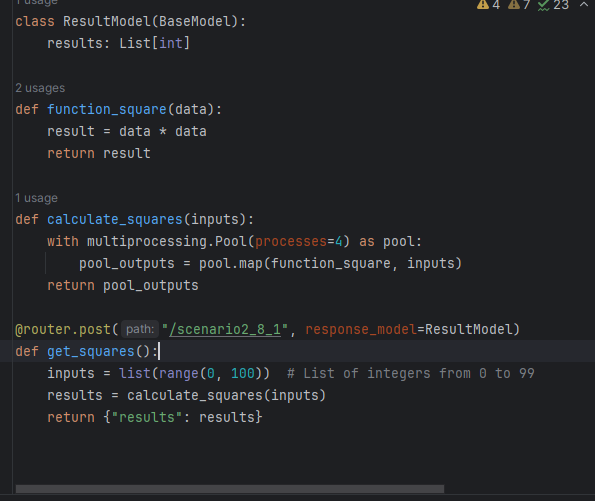 1 usage
4 7 23
class ResultModel(BaseModel):
    results: List[int]
2 usages
def function_square(data):
    result = data * data
    return result
1 usage
def calculate_squares(inputs):
    with multiprocessing.Pool(processes=4) as pool:
        pool_outputs = pool.map(function_square, inputs)
    return pool_outputs
@router.post( path: "/scenario2_8_1", response_model=ResultModel)
def get_squares():
    inputs = list(range(0, 100))  # List of integers from 0 to 99
    results = calculate_squares(inputs)
    return {"results": results}